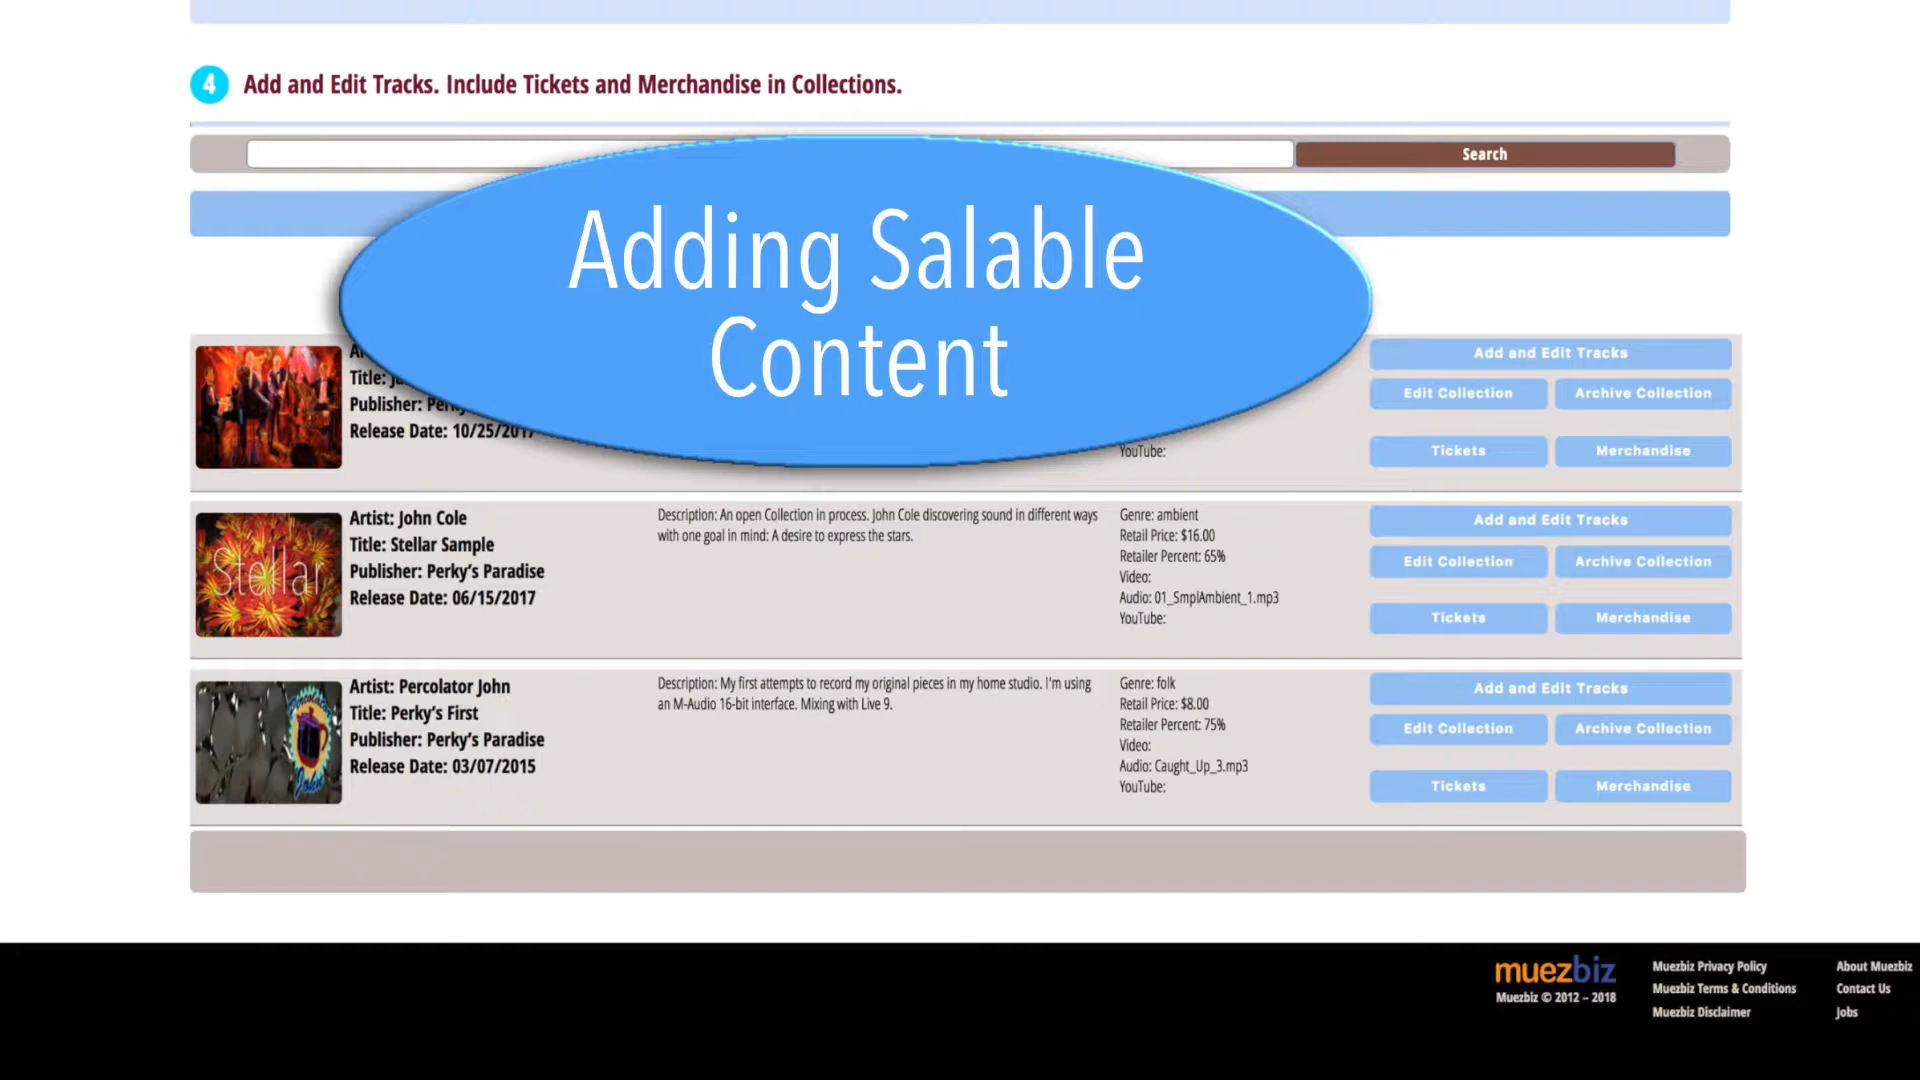 4 Add and Edit Tracks. Include Tickets and Merchandise in Collections.
Search
Adding Salable
Content
Title:
Publisher:
Release Date: 10/25/2017
YouTube:
Add and Edit Tracks
Edit Collection Archive Collection
Tickets Merchandise
Stellar
Artist: John Cole
Title: Stellar Sample
Publisher: Perky's Paradise
Release Date: 06/15/2017
Description: An open Collection in process. John Cole discovering sound in different ways
with one goal in mind: A desire to express the stars.
Genre: ambient
Retail Price: $16.00
Retailer Percent: 65%
Video:
Audio: 01_SmplAmbient_1.mp3
YouTube:
Add and Edit Tracks
Edit Collection Archive Collection
Tickets Merchandise
Percolator
John
Artist: Percolator John
Title: Perky's First
Publisher: Perky's Paradise
Release Date: 03/07/2015
Description: My first attempts to record my original pieces in my home studio. I'm using
an M-Audio 16-bit interface. Mixing with Live 9.
Genre: folk
Retail Price: $8.00
Retailer Percent: 75%
Video:
Audio: Caught_Up_3.mp3
YouTube:
Add and Edit Tracks
Edit Collection Archive Collection
Tickets Merchandise
muezbiz
Muezbiz © 2012 – 2018
Muezbiz Privacy Policy
Muezbiz Terms & Conditions
Muezbiz Disclaimer
About Muezbiz
Contact Us
Jobs